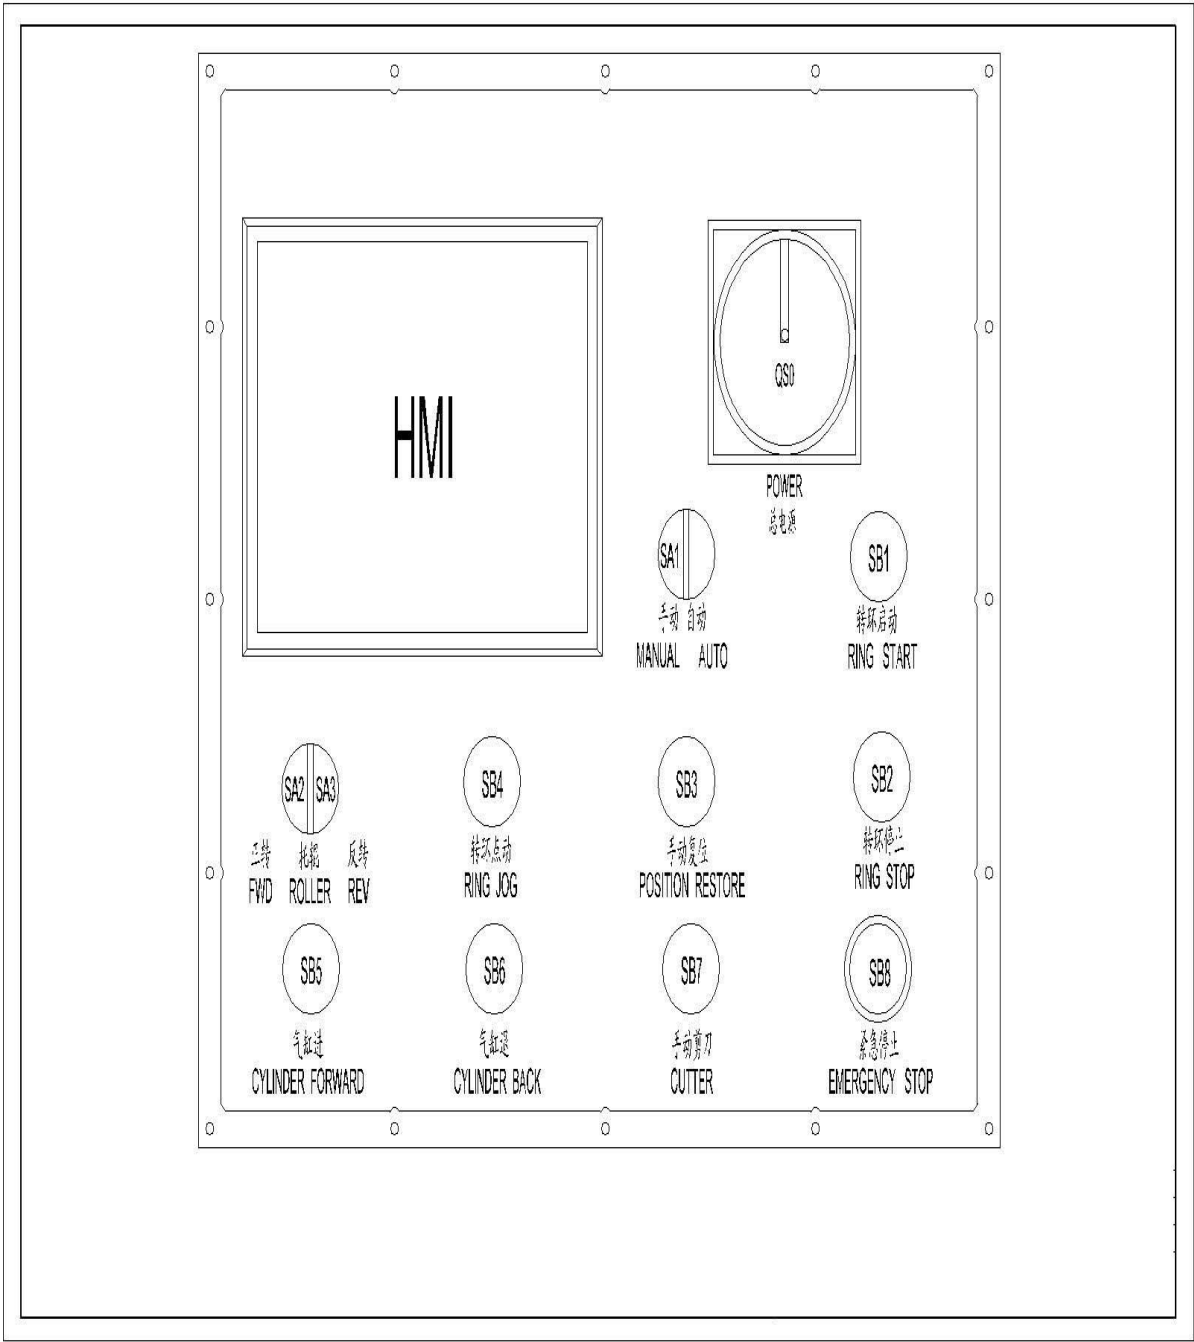 HMI
QS0
POWER
总电源
SA1
手动 自动
MANUAL AUTO
SB1
转环启动
RING START
SA2 SA3
正转 托辊 反转
FWD ROLLER REV
SB4
转环点动
RING JOG
SB3
手动复位
POSITION RESTORE
SB2
转环停止
RING STOP
SB5
气缸进
CYLINDER FORWARD
SB6
气缸退
CYLINDER BACK
SB7
手动剪刀
CUTTER
SB8
紧急停止
EMERGENCY STOP